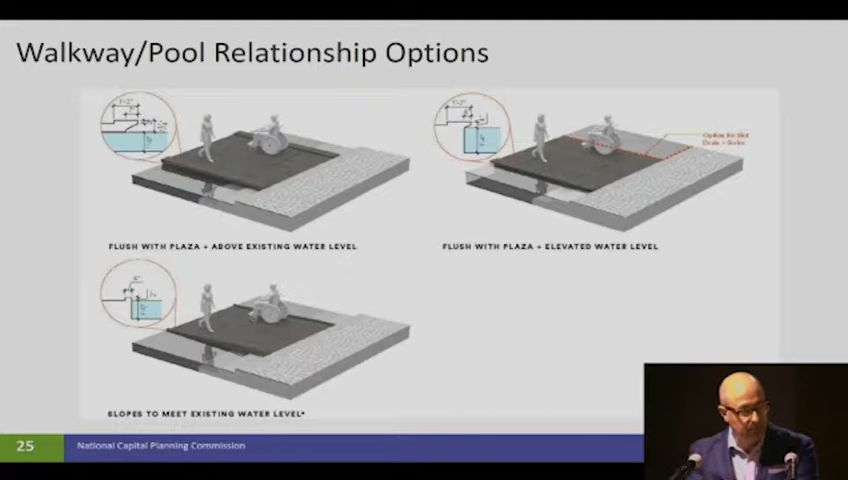 Walkway/Pool Relationship Options
FLUSH WITH PLAZA + ABOVE EXISTING WATER LEVEL
FLUSH WITH PLAZA + ELEVATED WATER LEVEL
SLOPES TO MEET EXISTING WATER LEVEL*
25
National Capital Planning Commission